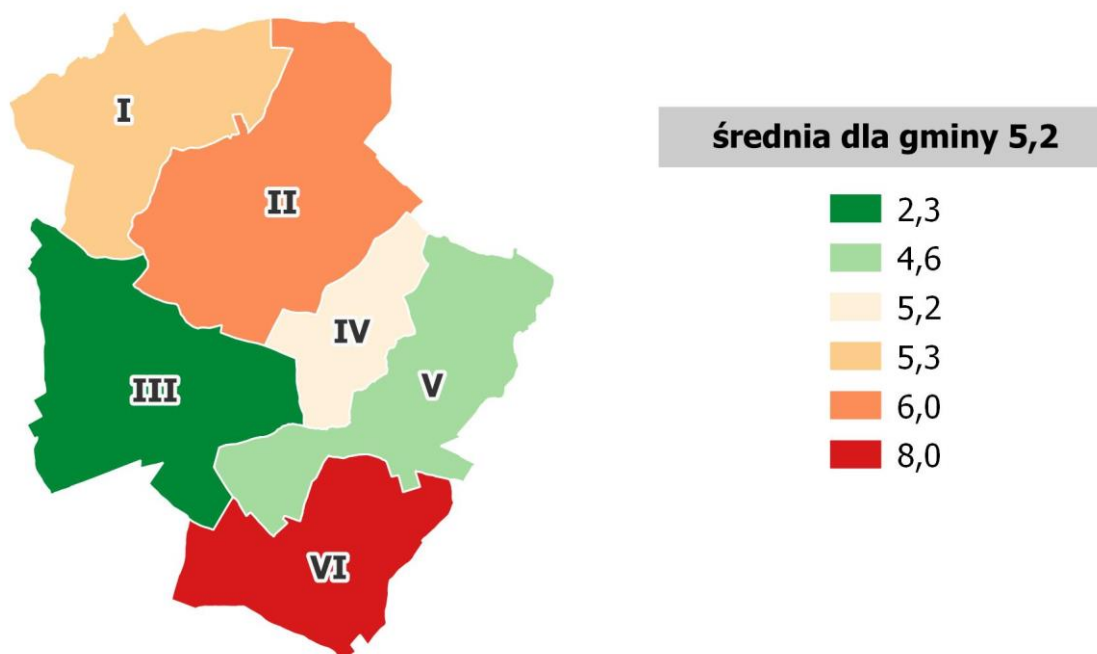 I
II
III
IV
V
VI
średnia dla gminy 5,2
2,3
4,6
5,2
5,3
6,0
8,0